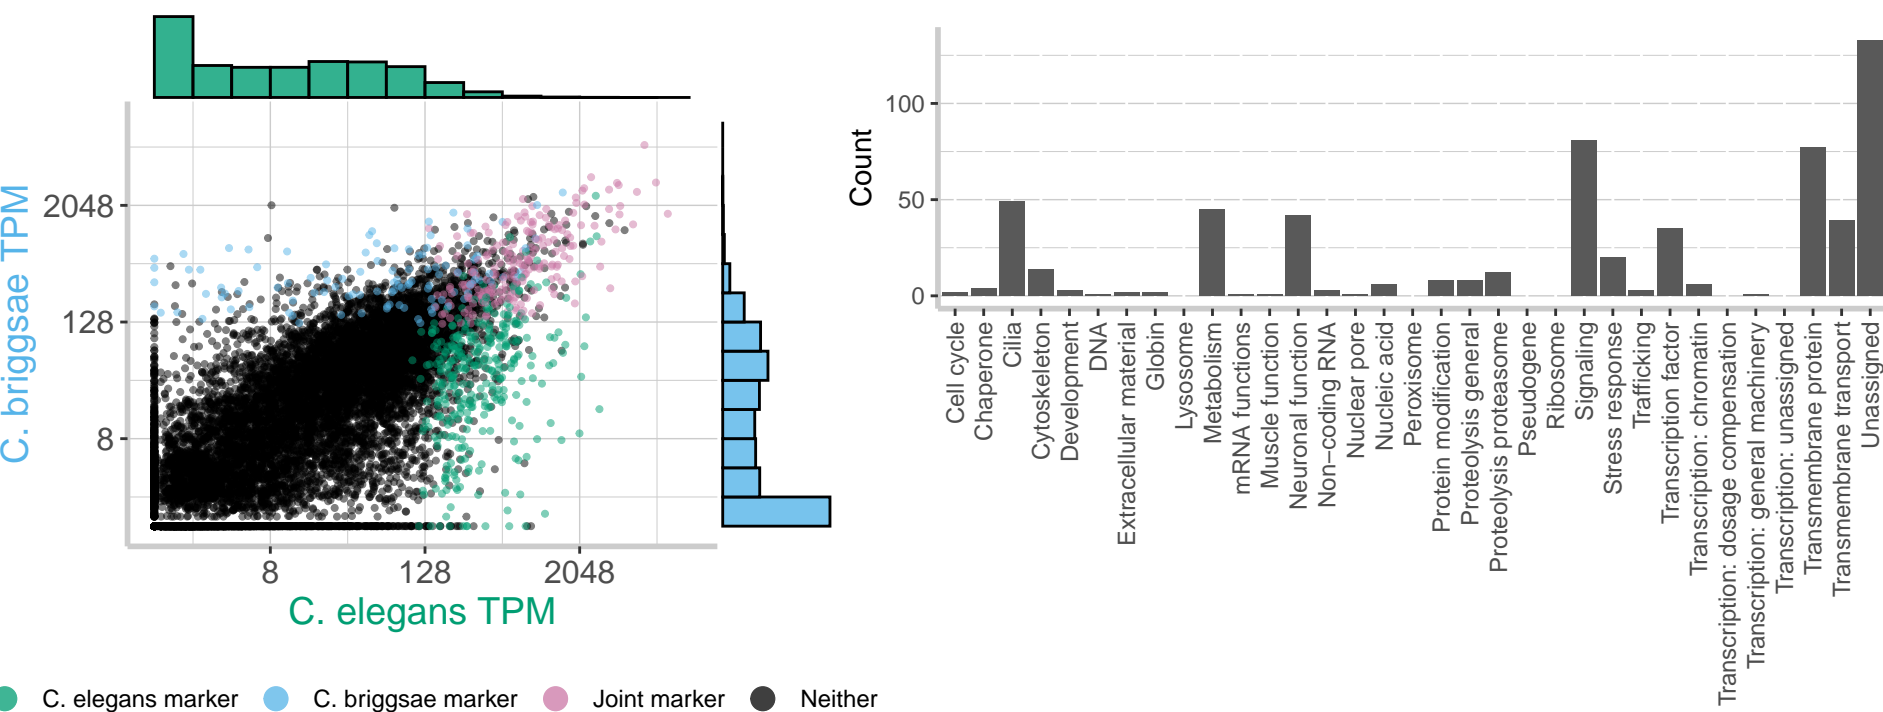 C. briggsae TPM
2048
128
8
8
128
2048
C. elegans TPM
C. elegans marker
C. briggsae marker
Joint marker
Neither
Count
100
50
0
Cell cycle
Chaperone
Cilia
Cytoskeleton
Development
DNA
Extracellular material
Globin
Lysosome
Metabolism
mRNA functions
Muscle function
Neuronal function
Non−coding RNA
Nuclear pore
Nucleic acid
Peroxisome
Protein modification
Proteolysis general
Proteolysis proteasome
Pseudogene
Ribosome
Signaling
Stress response
Trafficking
Transcription factor
Transcription: chromatin
Transcription: dosage compensation
Transcription: general machinery
Transcription: unassigned
Transmembrane protein
Transmembrane transport
Unassigned